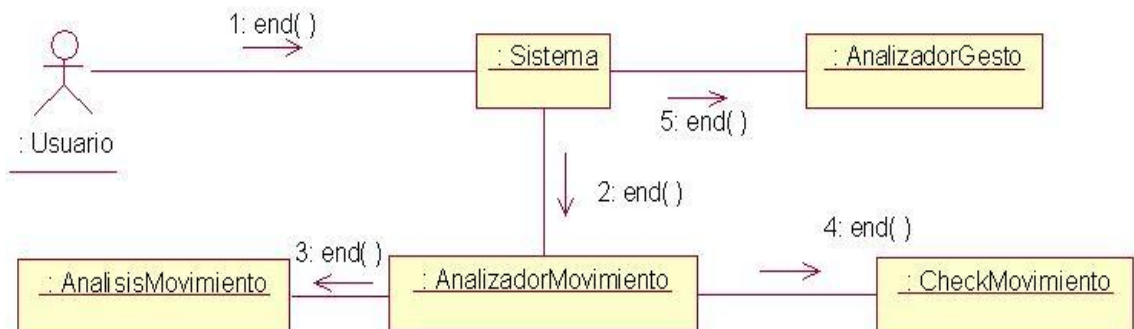 1: end( )
: Sistema
: AnalizadorGesto
5: end( )
: Usuario
2: end( )
4: end( )
3: end( )
: AnalisisMovimiento
: AnalizadorMovimiento
: CheckMovimiento